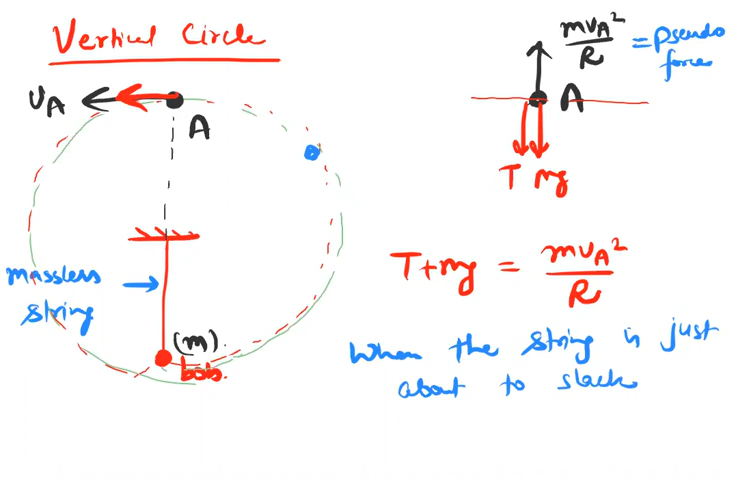 Vertical Circle
vA
A
massless
string
(m).
bob.
mvA²/R = Pseudo
force
A
T mg
T+mg = mvA²/R
When the string is just
about to slack